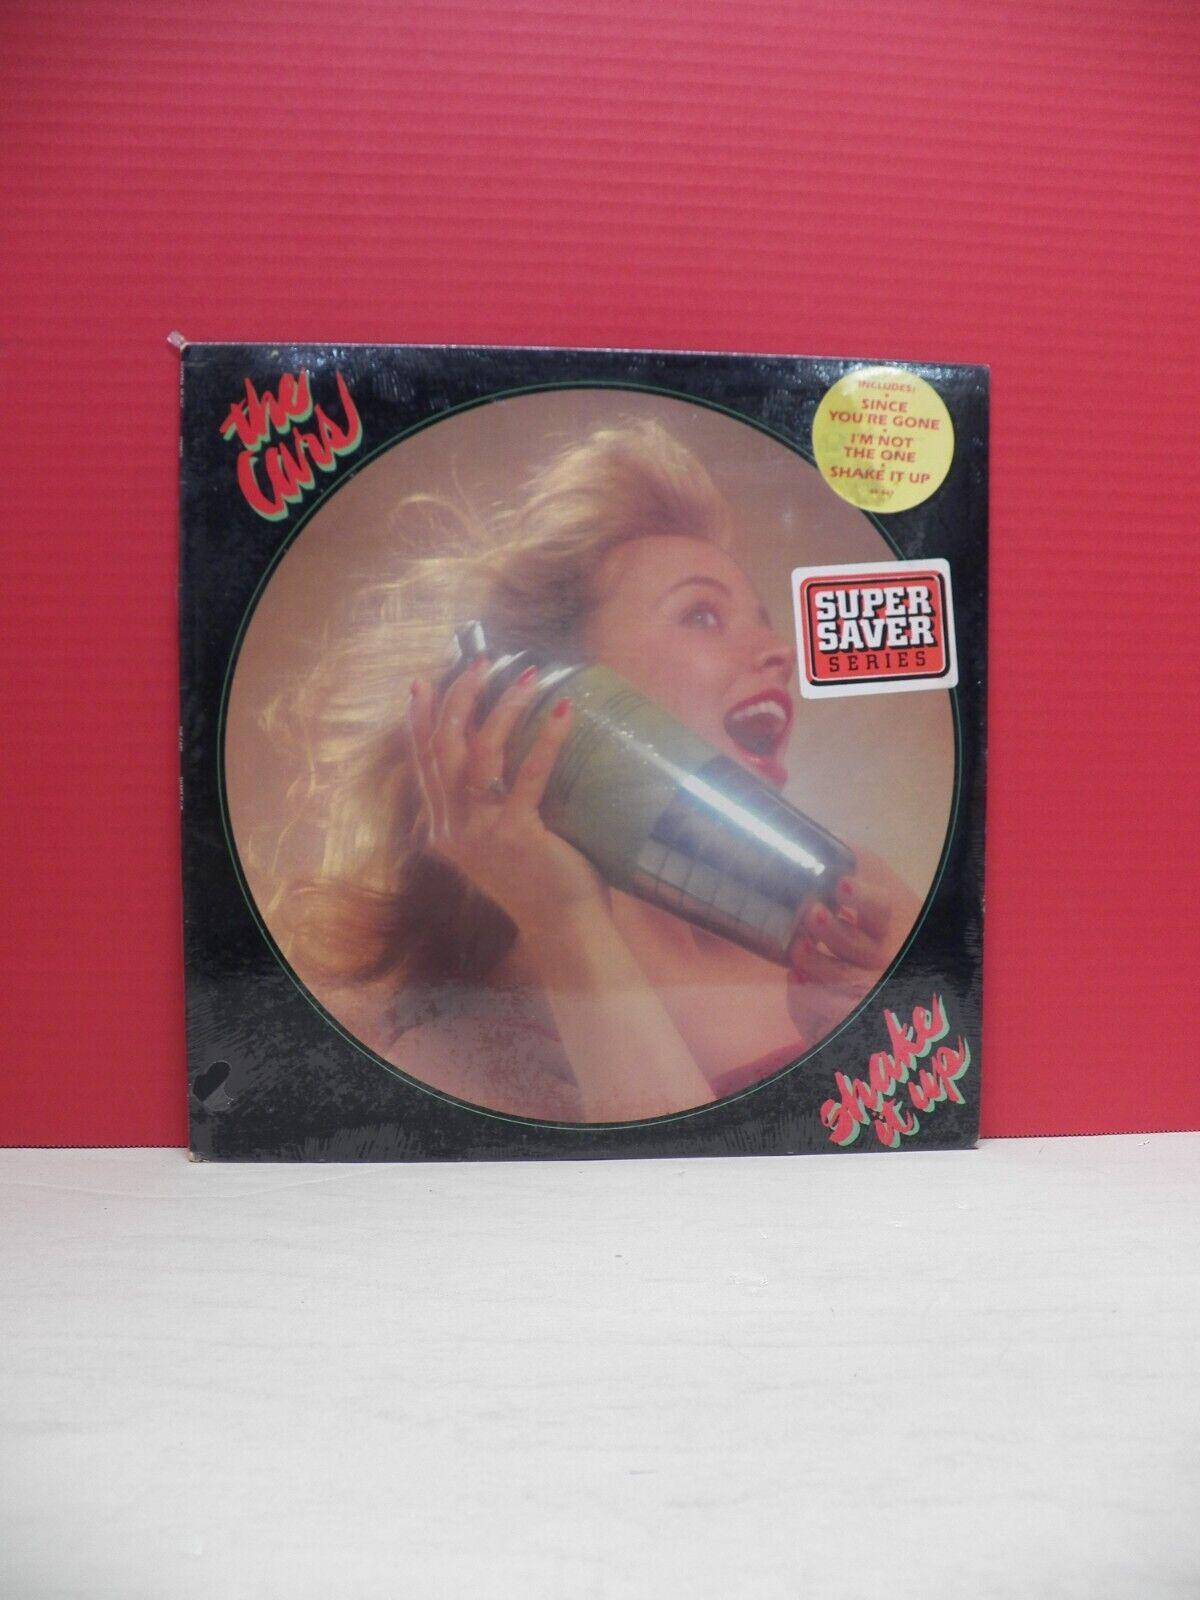 the
cars
INCLUDES:
SINCE
YOU'RE GONE
I'M NOT
THE ONE
SHAKE IT UP
SUPER
SAVER
SERIES
shake
it up